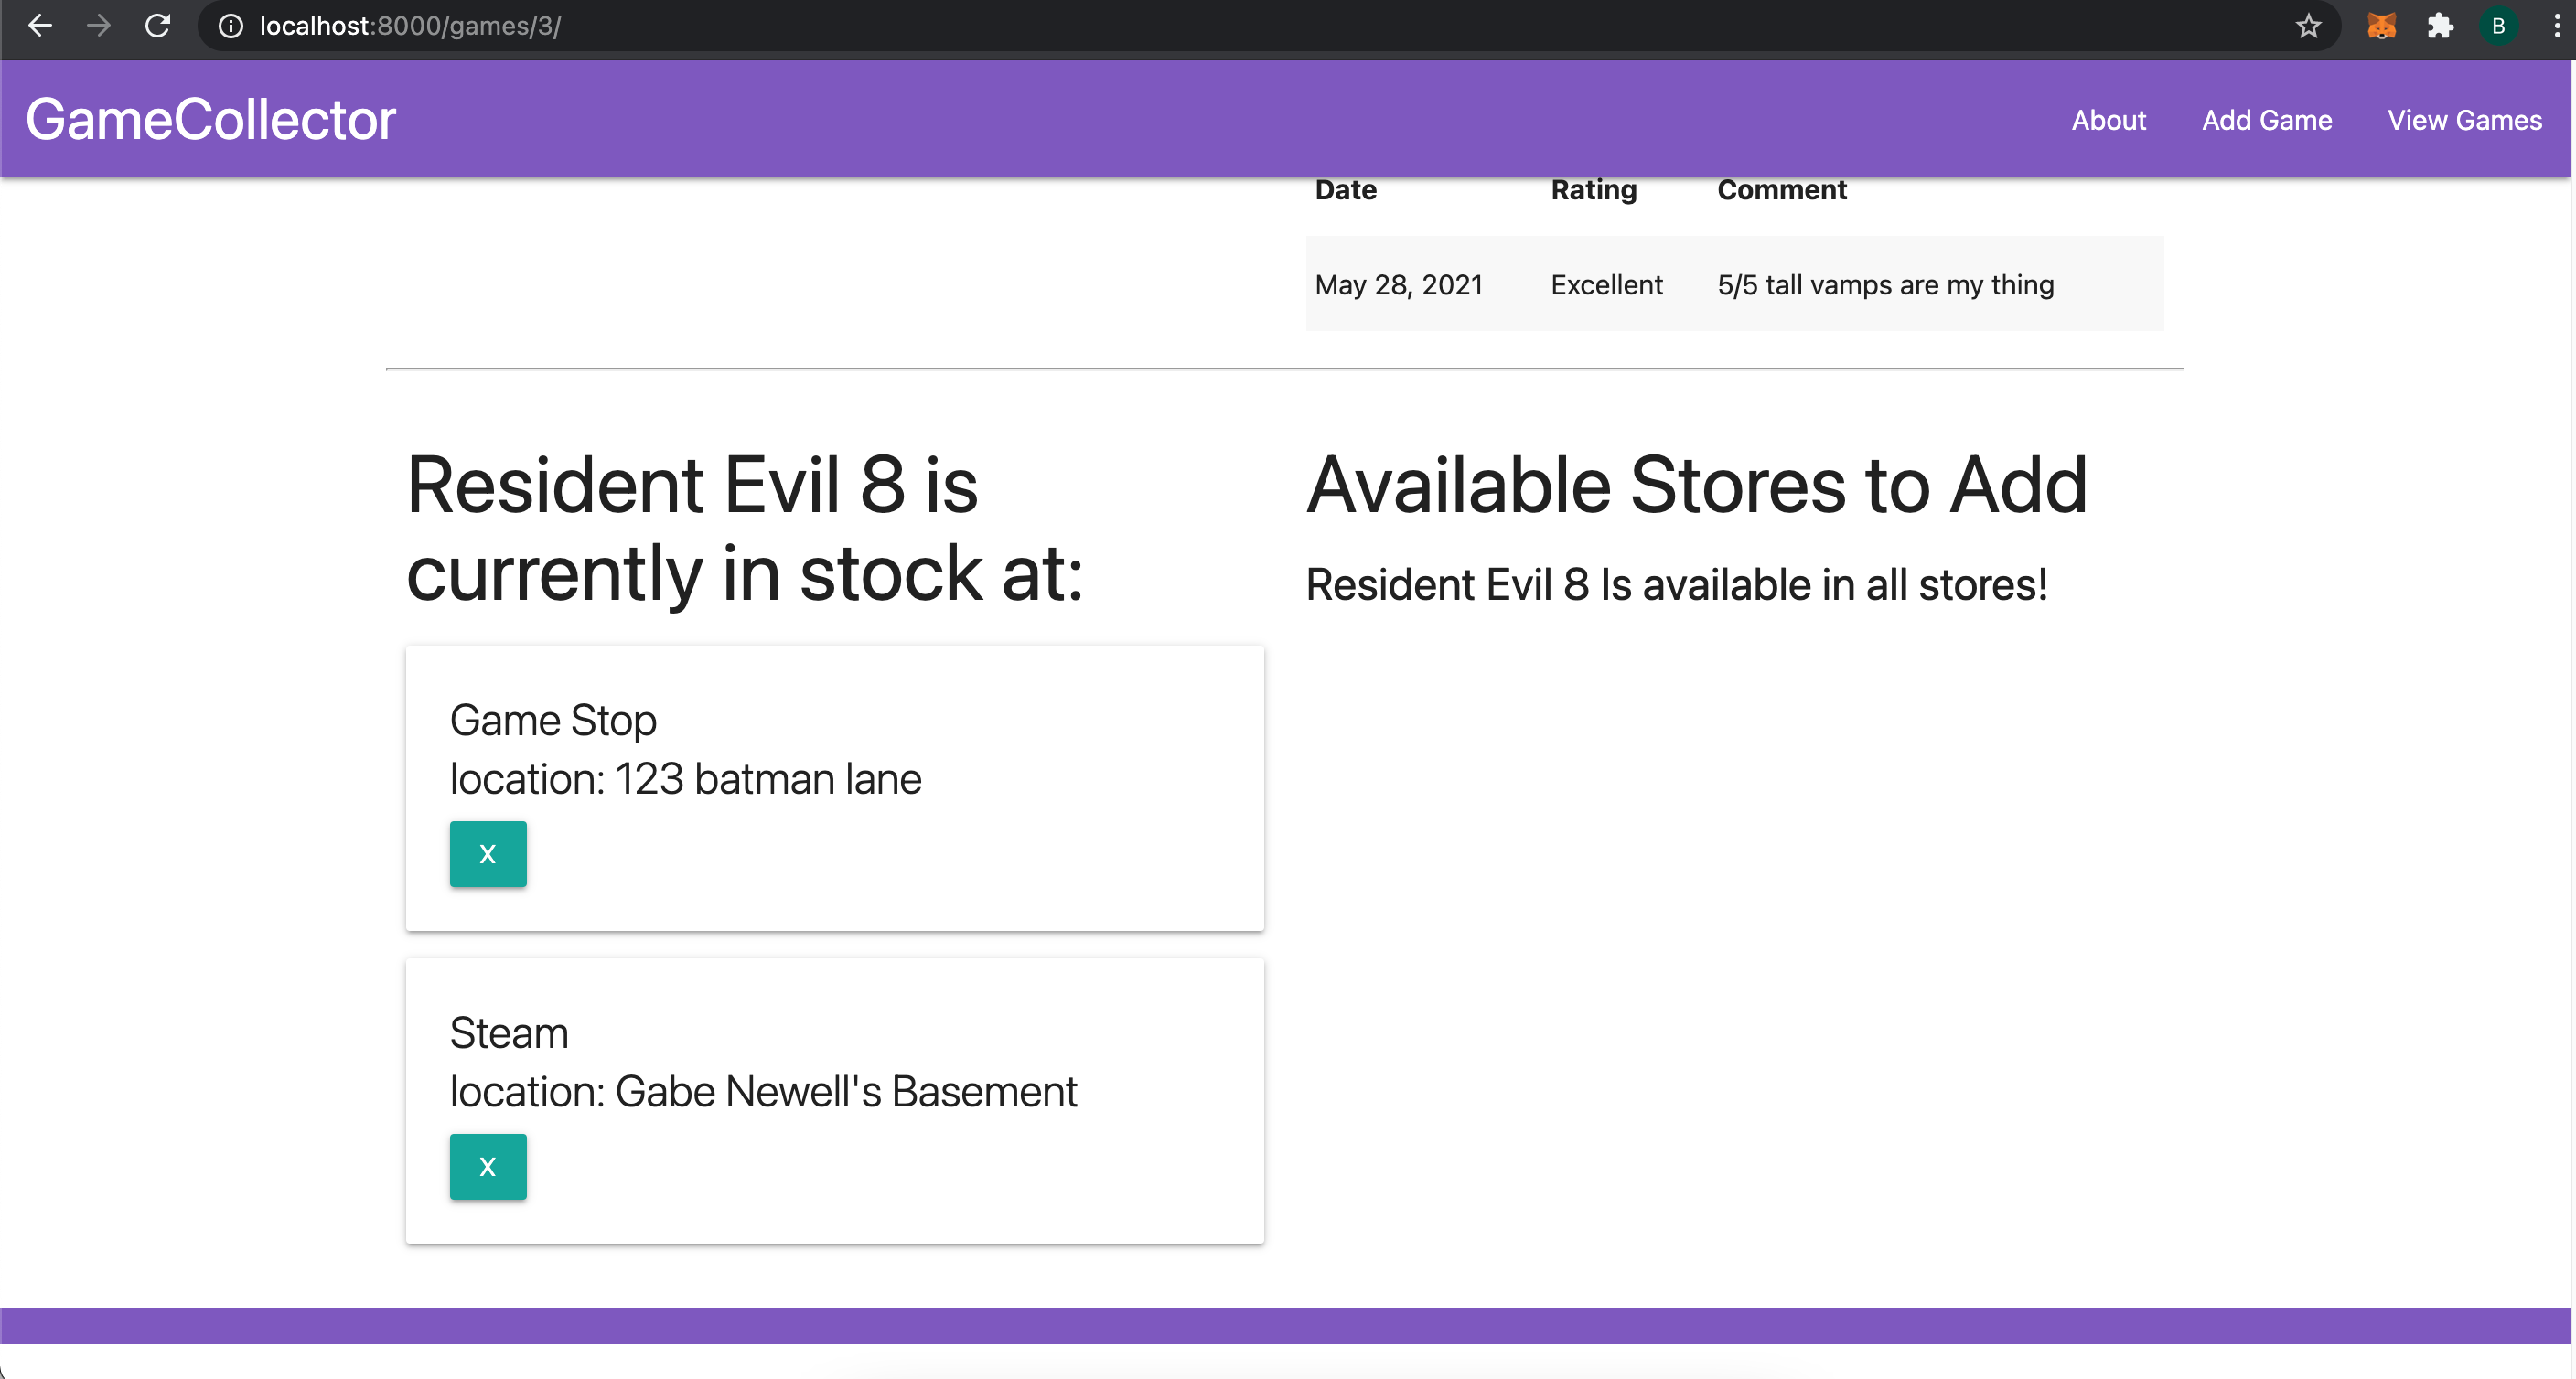 localhost:8000/games/3/
B
GameCollector
About Add Game View Games
Date Rating Comment
May 28, 2021 Excellent 5/5 tall vamps are my thing
Resident Evil 8 is
currently in stock at:
Available Stores to Add
Resident Evil 8 Is available in all stores!
Game Stop
location: 123 batman lane
X
Steam
location: Gabe Newell's Basement
X